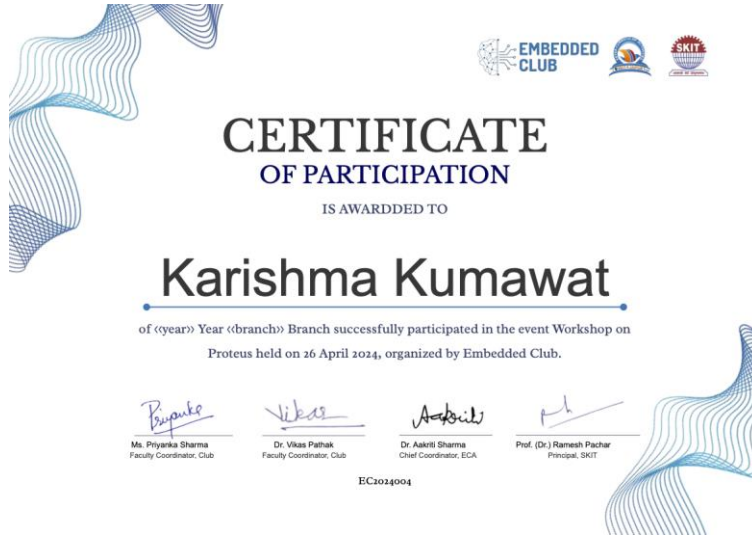 EMBEDDED
CLUB
SKIT
CERTIFICATE
OF PARTICIPATION
IS AWARDDED TO
Karishma Kumawat
of «year» Year «branch» Branch successfully participated in the event Workshop on
Proteus held on 26 April 2024, organized by Embedded Club.
Priyanka
Vikas
Aakriti
Ms. Priyanka Sharma
Faculty Coordinator, Club
Dr. Vikas Pathak
Faculty Coordinator, Club
Dr. Aakriti Sharma
Chief Coordinator, ECA
Prof. (Dr.) Ramesh Pachar
Principal, SKIT
EC2024004